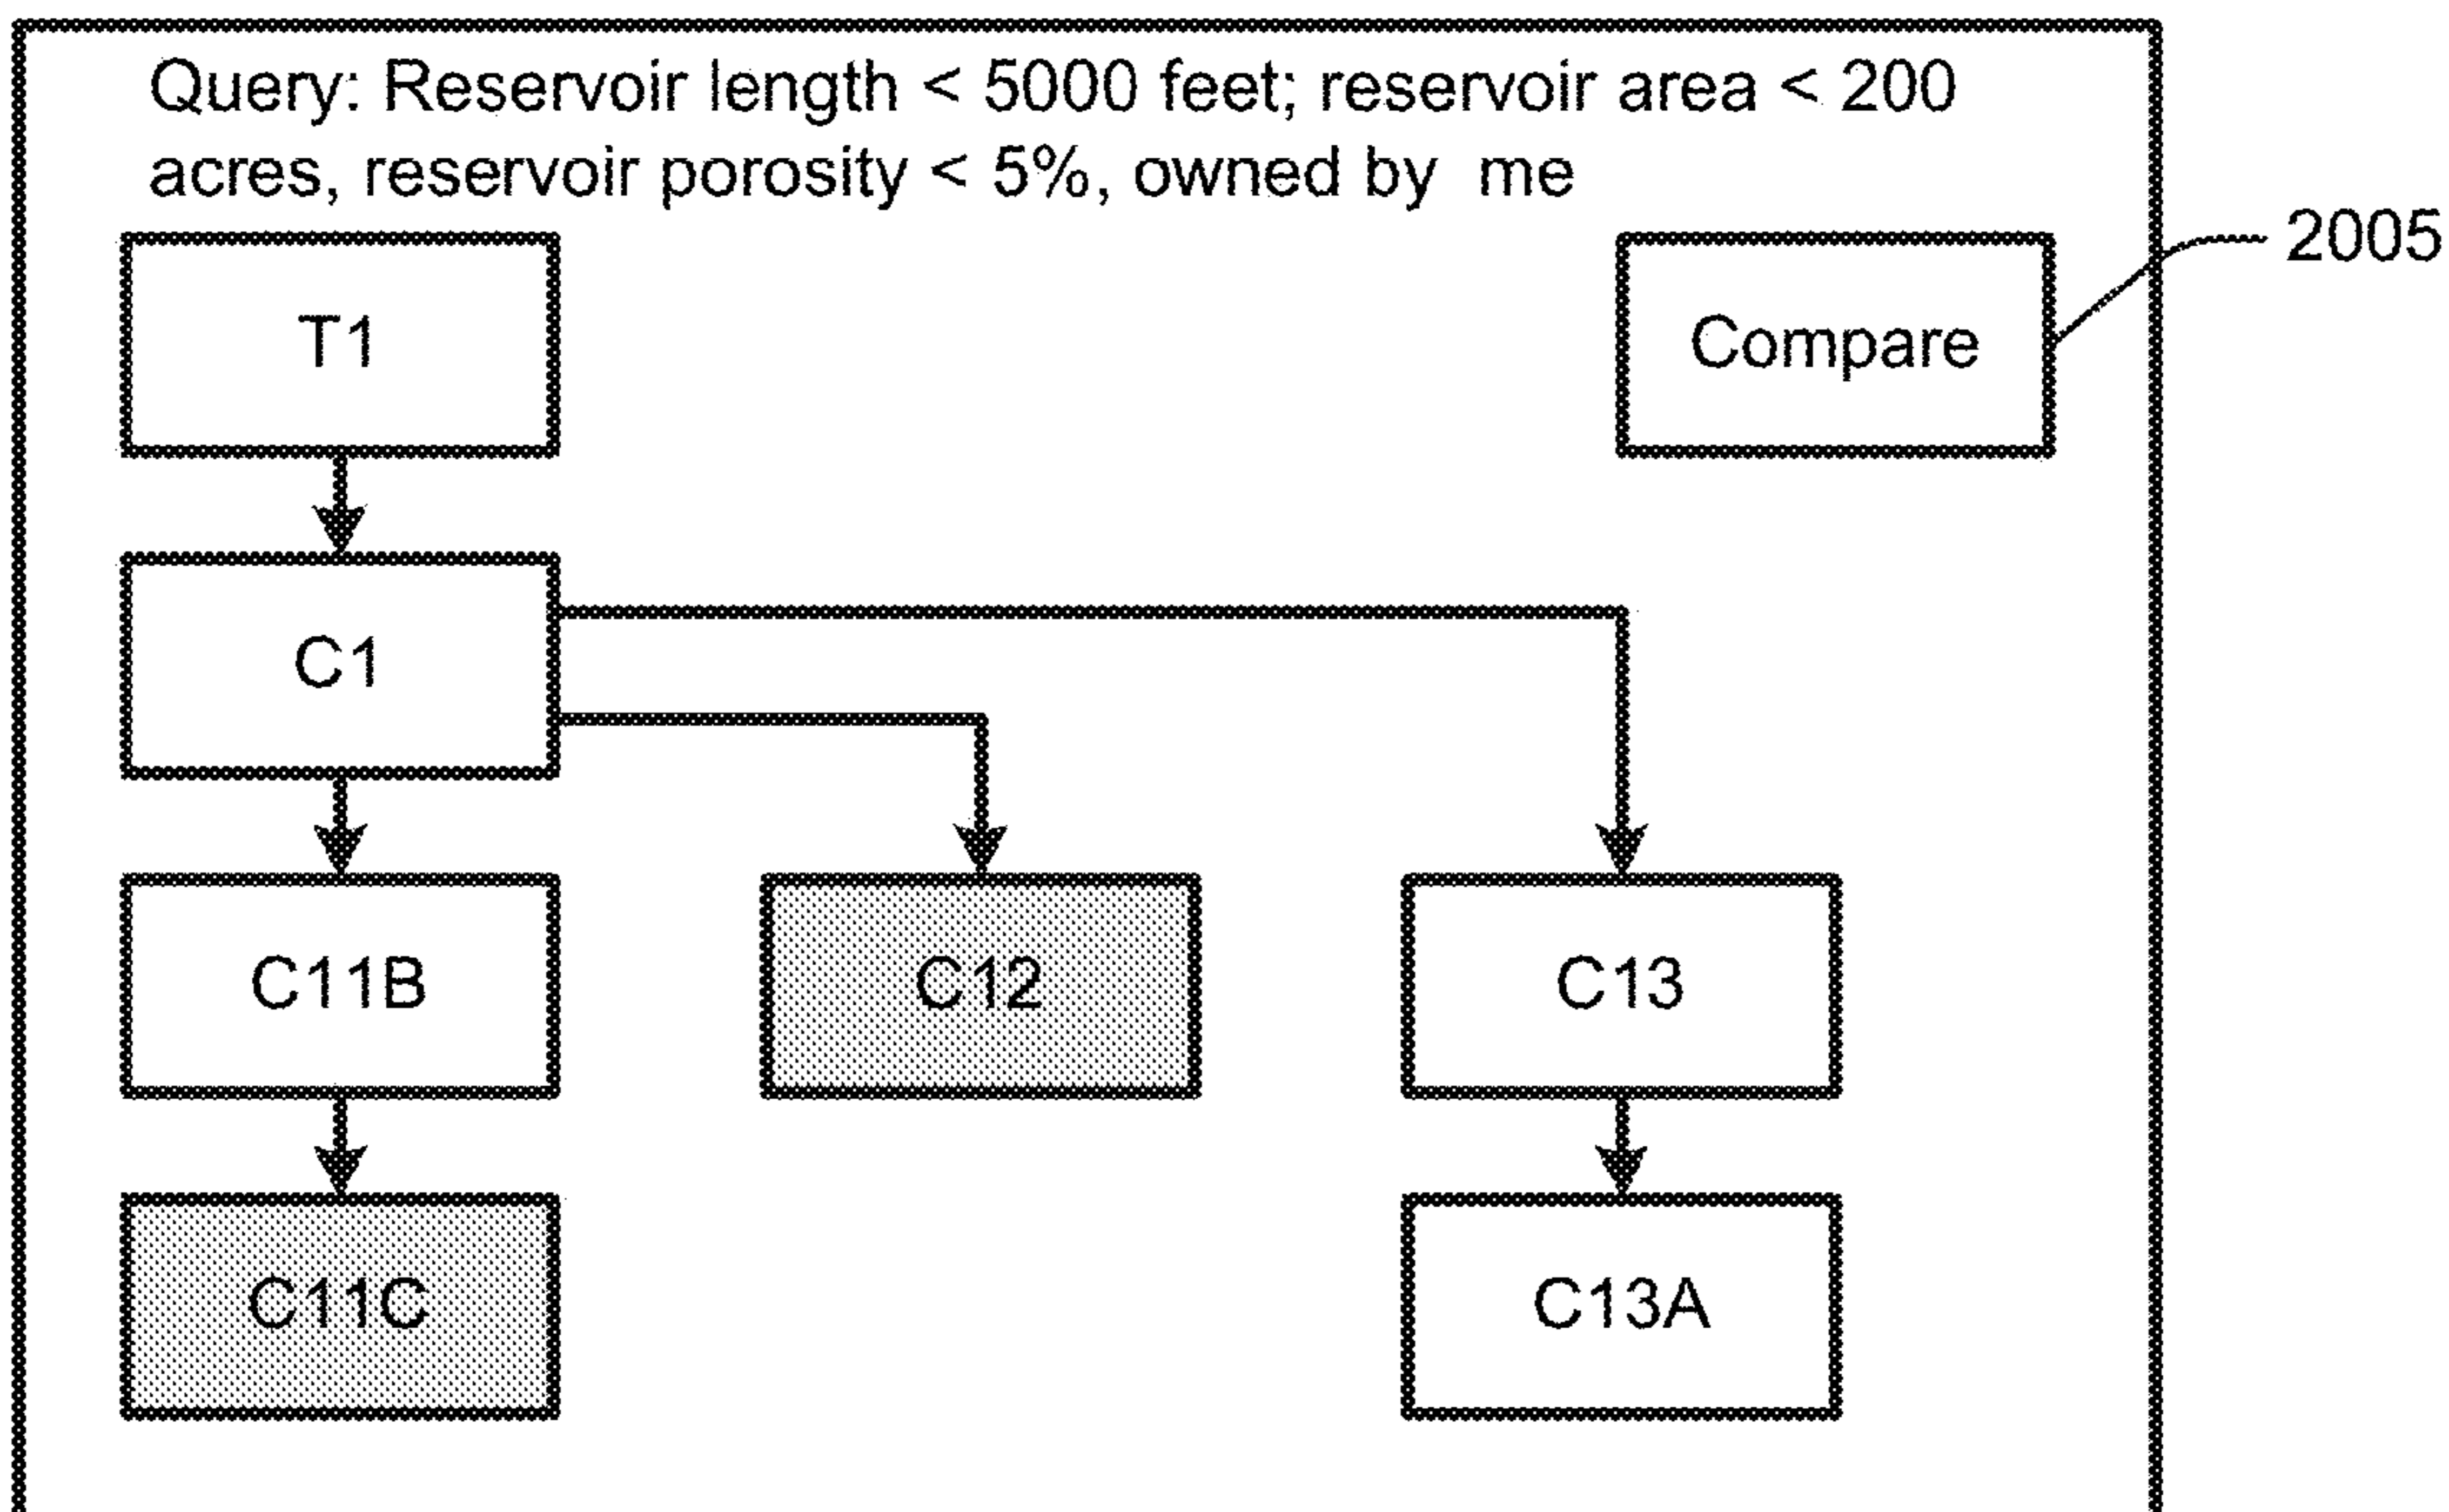 Query: Reservoir length < 5000 feet; reservoir area < 200
acres, reservoir porosity < 5%, owned by me
2005
T1
Compare
C1
C11B
C12
C13
C11C
C13A